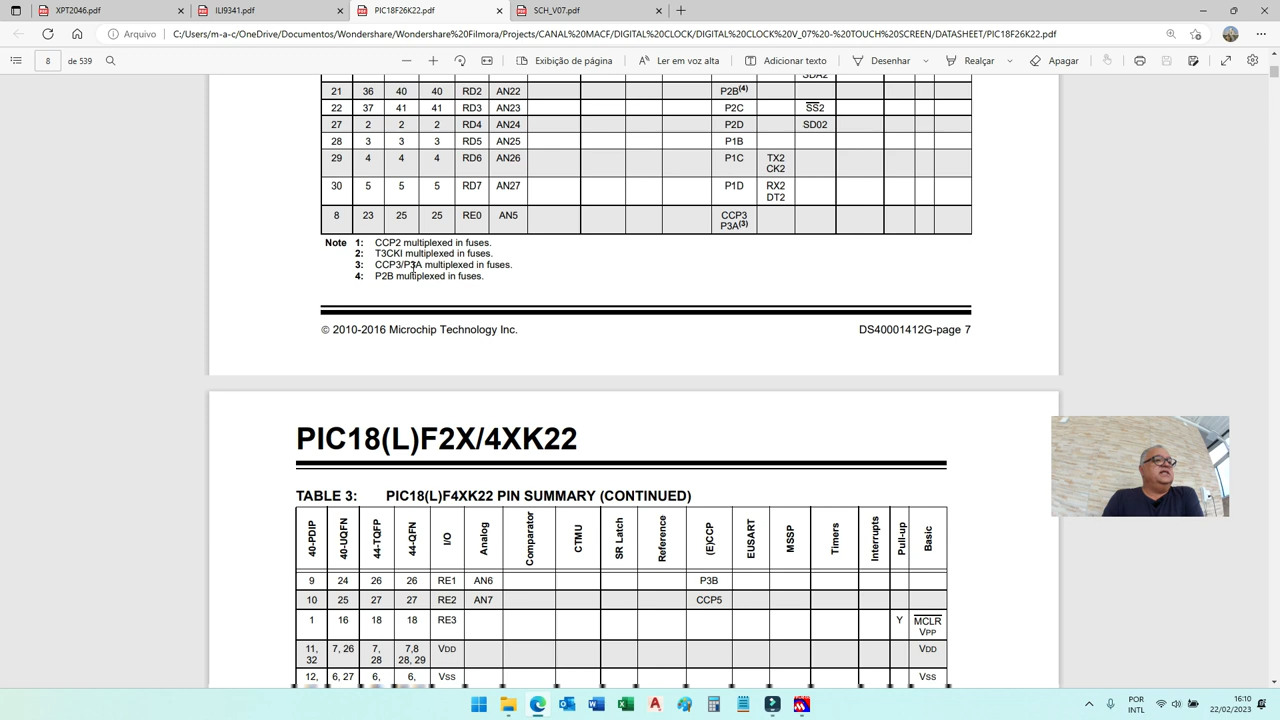 XPT2046.pdf
ILI9341.pdf
PIC18F26K22.pdf
SCH_V07.pdf
Arquivo C:/Users/m-a-c/OneDrive/Documentos/Wondershare/Wondershare%20Filmora/Projects/CANAL%20MACF/DIGITAL%20CLOCK/DIGITAL%20CLOCK%20V_07%20-%20TOUCH%20SCREEN/DATASHEET/PIC18F26K22.pdf
8 de 539 Exibição de página Ler em voz alta Adicionar texto Desenhar Realçar Apagar
SDA2
21 36 40 40 RD2 AN22 P2B(4)
22 37 41 41 RD3 AN23 P2C SS2
27 2 2 2 RD4 AN24 P2D SD02
28 3 3 3 RD5 AN25 P1B
29 4 4 4 RD6 AN26 P1C TX2
CK2
30 5 5 5 RD7 AN27 P1D RX2
DT2
8 23 25 25 RE0 AN5 CCP3
P3A(3)
Note 1: CCP2 multiplexed in fuses.
2: T3CKI multiplexed in fuses.
3: CCP3/P3A multiplexed in fuses.
4: P2B multiplexed in fuses.
© 2010-2016 Microchip Technology Inc. DS40001412G-page 7
PIC18(L)F2X/4XK22
TABLE 3: PIC18(L)F4XK22 PIN SUMMARY (CONTINUED)
40-PDIP 40-UQFN 44-TQFP 44-QFN I/O Analog Comparator CTMU SR Latch Reference (E)CCP EUSART MSSP Timers Interrupts Pull-up Basic
9 24 26 26 RE1 AN6 P3B
10 25 27 27 RE2 AN7 CCP5
1 16 18 18 RE3 Y MCLR
VPP
11, 7, 26 7, 7,8 VDD VDD
32 28 28, 29
12, 6, 27 6, 6, VSS VSS
POR
INTL
16:10
22/02/2023